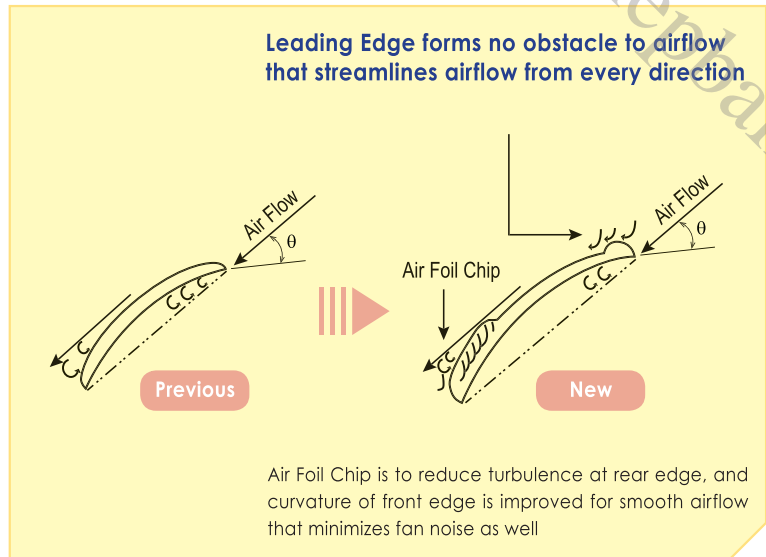 Leading Edge forms no obstacle to airflow
that streamlines airflow from every direction
Air Flow
θ
Air Flow
θ
Air Foil Chip
Previous
New
Air Foil Chip is to reduce turbulence at rear edge, and
curvature of front edge is improved for smooth airflow
that minimizes fan noise as well